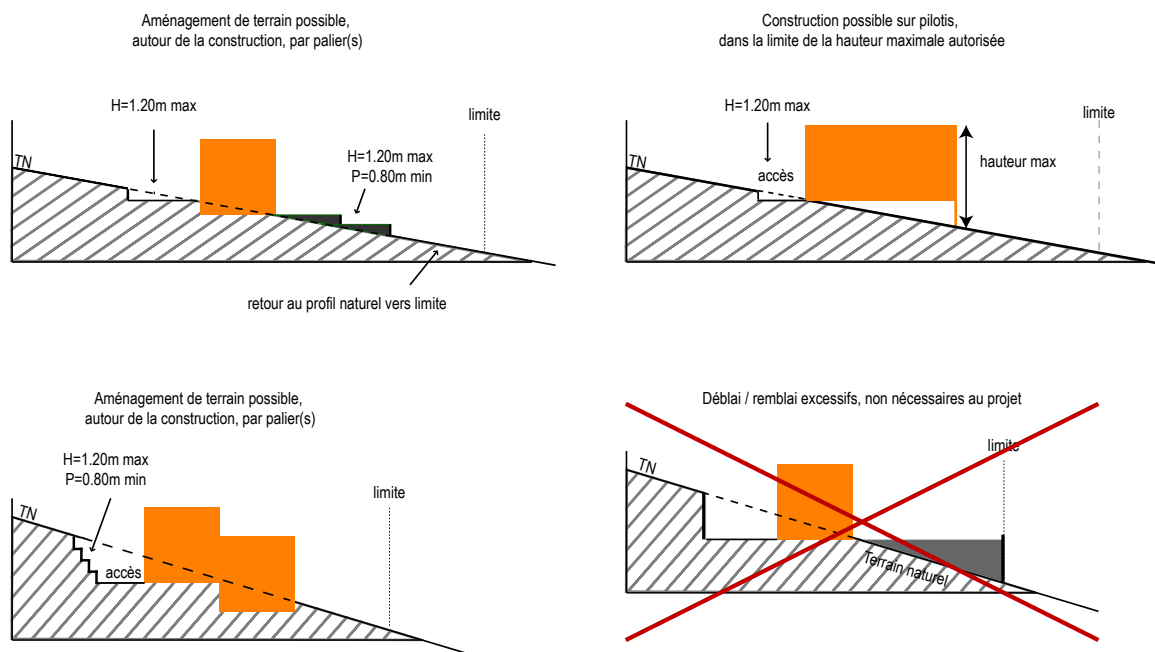 Aménagement de terrain possible,
autour de la construction, par palier(s)
H=1.20m max
limite
TN
H=1.20m max
P=0.80m min
retour au profil naturel vers limite
Construction possible sur pilotis,
dans la limite de la hauteur maximale autorisée
H=1.20m max
limite
TN
accès
hauteur max
Aménagement de terrain possible,
autour de la construction, par palier(s)
H=1.20m max
P=0.80m min
limite
TN
accès
Déblai / remblai excessifs, non nécessaires au projet
limite
TN
Terrain naturel